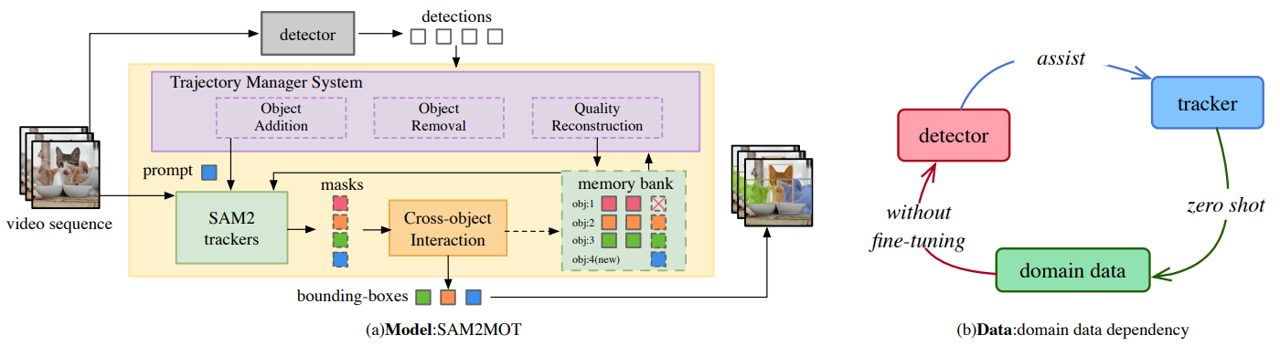 detector
detections
Trajectory Manager System
Object
Addition
Object
Removal
Quality
Reconstruction
prompt
video sequence
SAM2
trackers
masks
Cross-object
Interaction
memory bank
obj:1
obj:2
obj:3
obj:4(new)
bounding-boxes
(a)Model:SAM2MOT
assist
tracker
detector
zero shot
without
fine-tuning
domain data
(b)Data:domain data dependency